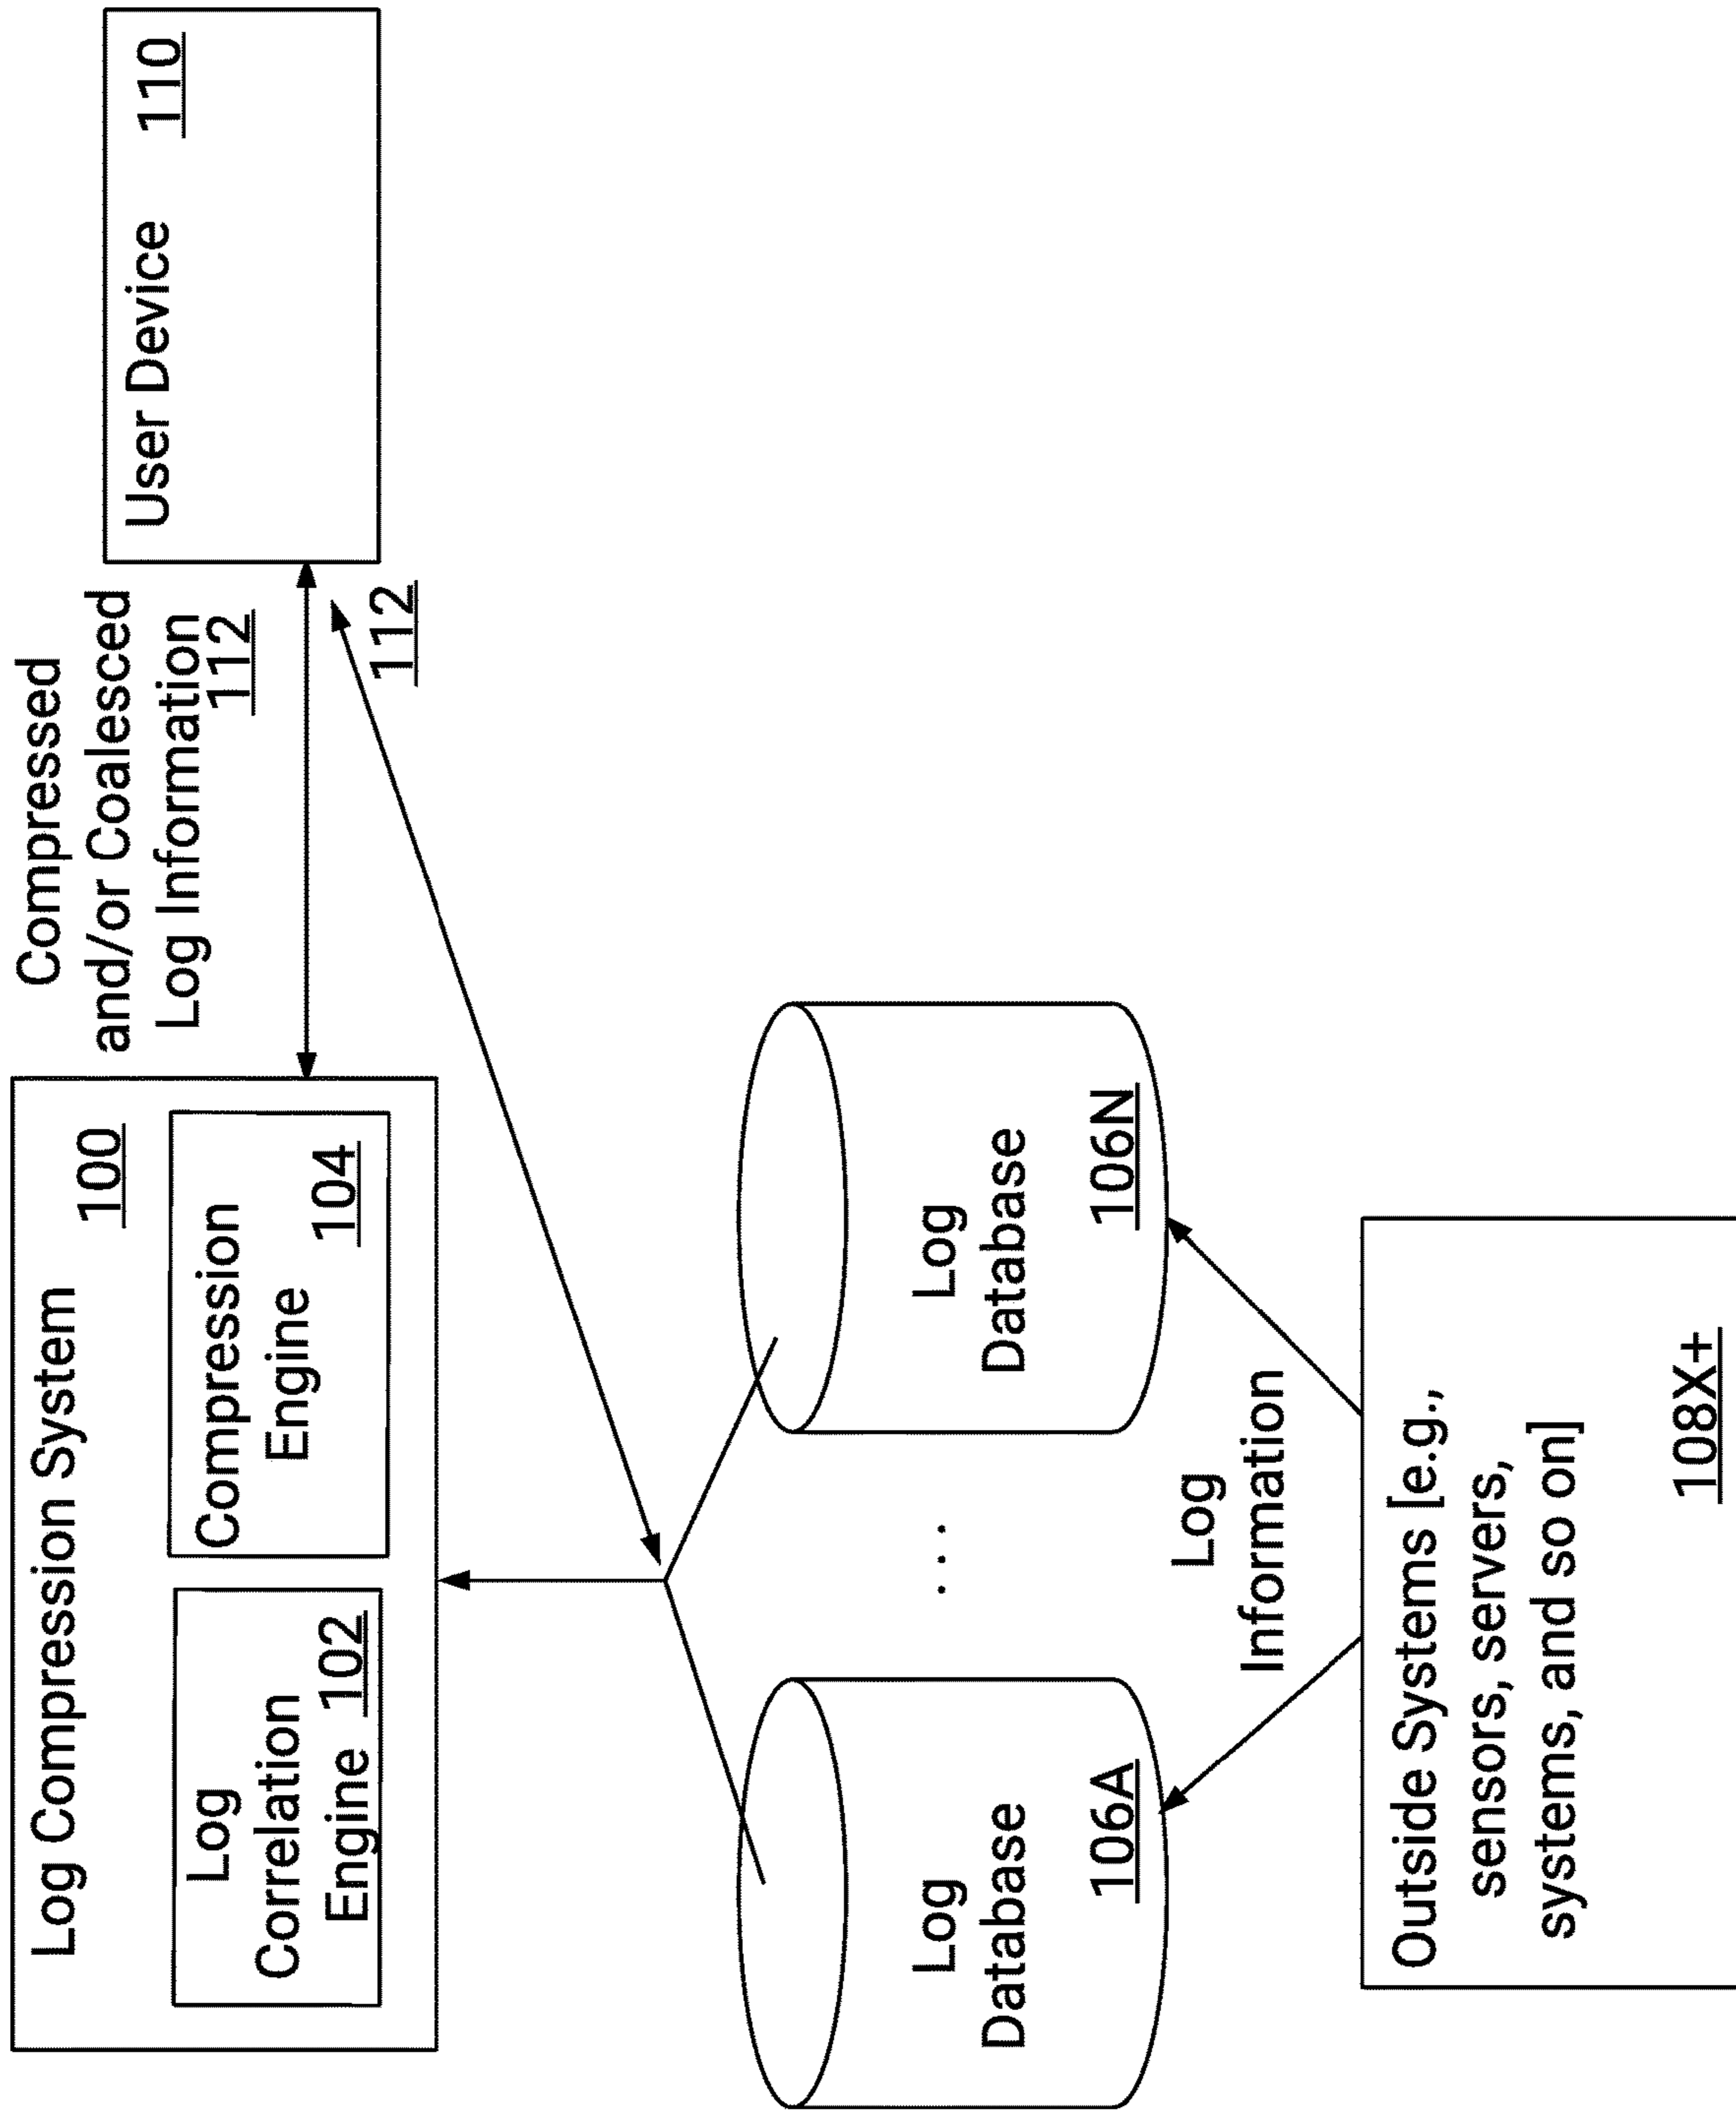 Log Compression System
100
Log
Correlation
Engine 102
Compression
Engine
104
Compressed
and/or Coalesced
Log Information
112
112
User Device 110
Log
Database
106A
. . .
Log
Database
106N
Log
Information
Outside Systems [e.g.,
sensors, servers,
systems, and so on]
108X+